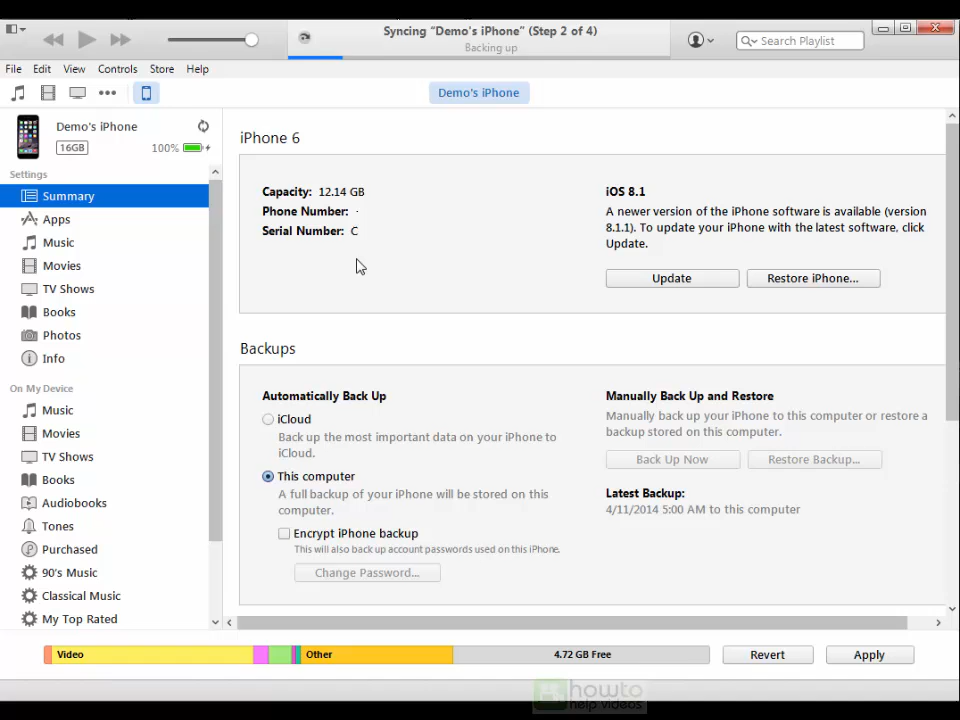 Syncing “Demo's iPhone” (Step 2 of 4)
Backing up
Search Playlist
File Edit View Controls Store Help
Demo's iPhone
Demo's iPhone
16GB 100%
Settings
Summary
Apps
Music
Movies
TV Shows
Books
Photos
Info
On My Device
Music
Movies
TV Shows
Books
Audiobooks
Tones
Purchased
90's Music
Classical Music
My Top Rated
iPhone 6
Capacity: 12.14 GB
Phone Number:
Serial Number: C
iOS 8.1
A newer version of the iPhone software is available (version
8.1.1). To update your iPhone with the latest software, click
Update.
Update Restore iPhone...
Backups
Automatically Back Up
iCloud
Back up the most important data on your iPhone to
iCloud.
This computer
A full backup of your iPhone will be stored on this
computer.
Encrypt iPhone backup
This will also back up account passwords used on this iPhone.
Change Password...
Manually Back Up and Restore
Manually back up your iPhone to this computer or restore a
backup stored on this computer.
Back Up Now Restore Backup...
Latest Backup:
4/11/2014 5:00 AM to this computer
Video Other 4.72 GB Free Revert Apply
howto
help videos